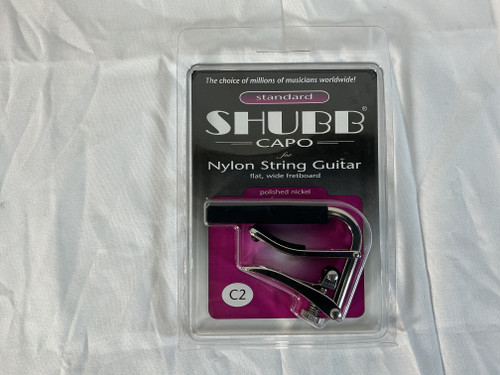 The choice of millions of musicians worldwide!
standard
SHUBB®
CAPO
for
Nylon String Guitar
flat, wide fretboard
polished nickel
C2